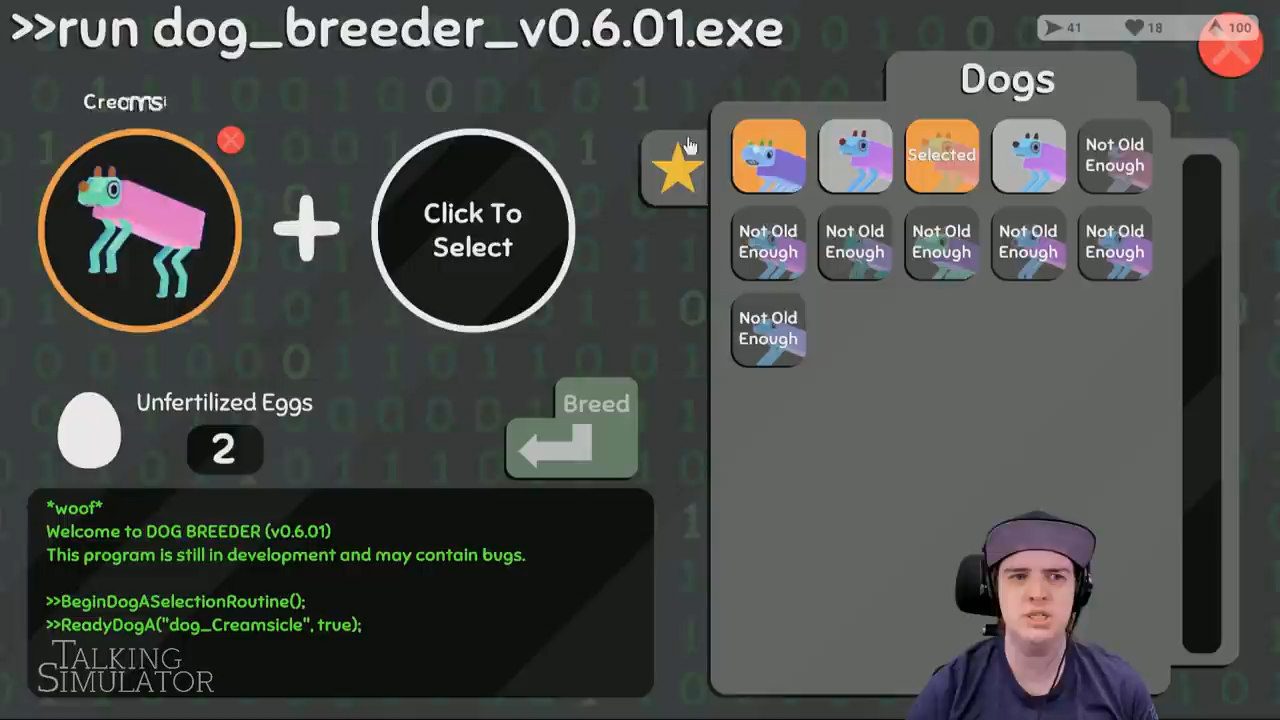 >>run dog_breeder_v0.6.01.exe
41
18
100
Dogs
Creams
Click To
Select
Selected
Not Old
Enough
Not Old
Enough
Not Old
Enough
Not Old
Enough
Not Old
Enough
Not Old
Enough
Not Old
Enough
Unfertilized Eggs
2
Breed
*woof*
Welcome to DOG BREEDER (v0.6.01)
This program is still in development and may contain bugs.
>>BeginDogASelectionRoutine();
>>ReadyDogA("dog_Creamsicle", true);
TALKING
SIMULATOR